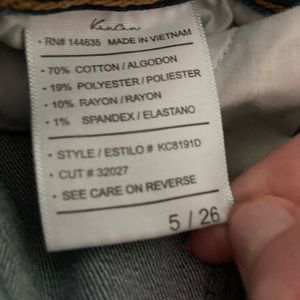 KanCan
• RN# 144635 MADE IN VIETNAM
• 70% COTTON / ALGODON
• 19% POLYESTER / POLIESTER
• 10% RAYON / RAYON
• 1% SPANDEX / ELASTANO
• STYLE / ESTILO # KC8191D
• CUT # 32027
• SEE CARE ON REVERSE
5 / 26